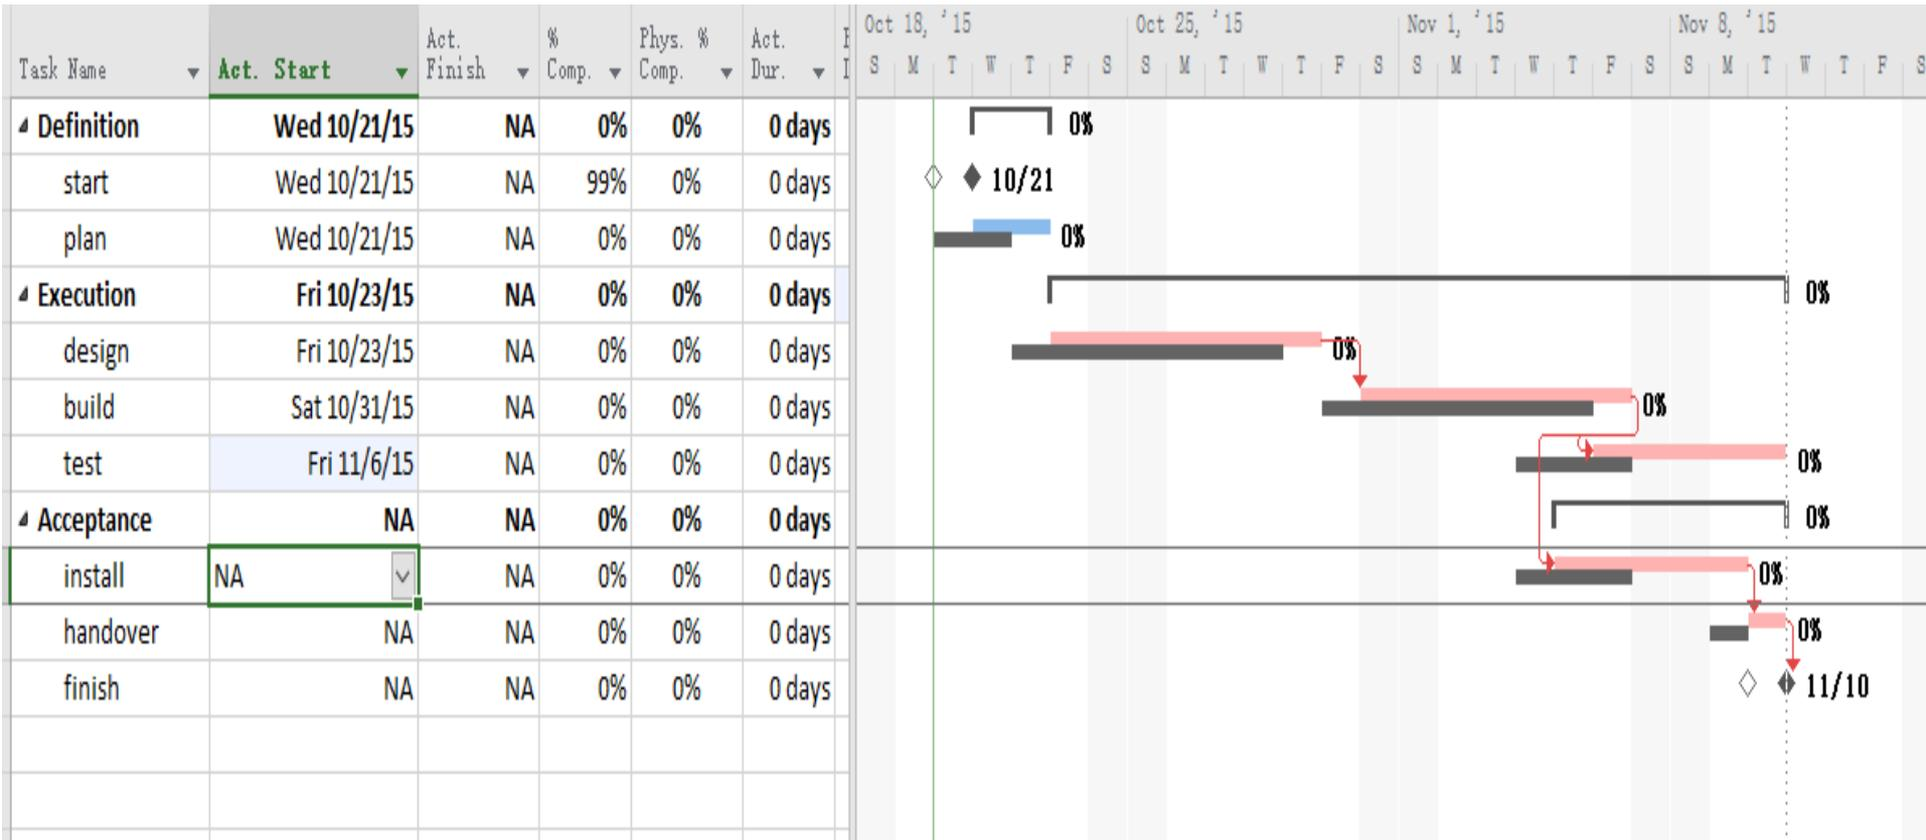 Oct 18, '15 Oct 25, '15 Nov 1, '15 Nov 8, '15
Task Name Act. Start Act. Finish % Comp. Phys. % Comp. Act. Dur.
S M T W T F S S M T W T F S S M T W T F S S M T W T F S
Definition Wed 10/21/15 NA 0% 0% 0 days 0%
start Wed 10/21/15 NA 99% 0% 0 days 10/21
plan Wed 10/21/15 NA 0% 0% 0 days 0%
Execution Fri 10/23/15 NA 0% 0% 0 days 0%
design Fri 10/23/15 NA 0% 0% 0 days 0%
build Sat 10/31/15 NA 0% 0% 0 days 0%
test Fri 11/6/15 NA 0% 0% 0 days 0%
Acceptance NA NA 0% 0% 0 days 0%
install NA NA 0% 0% 0 days 0%
handover NA NA 0% 0% 0 days 0%
finish NA NA 0% 0% 0 days 11/10